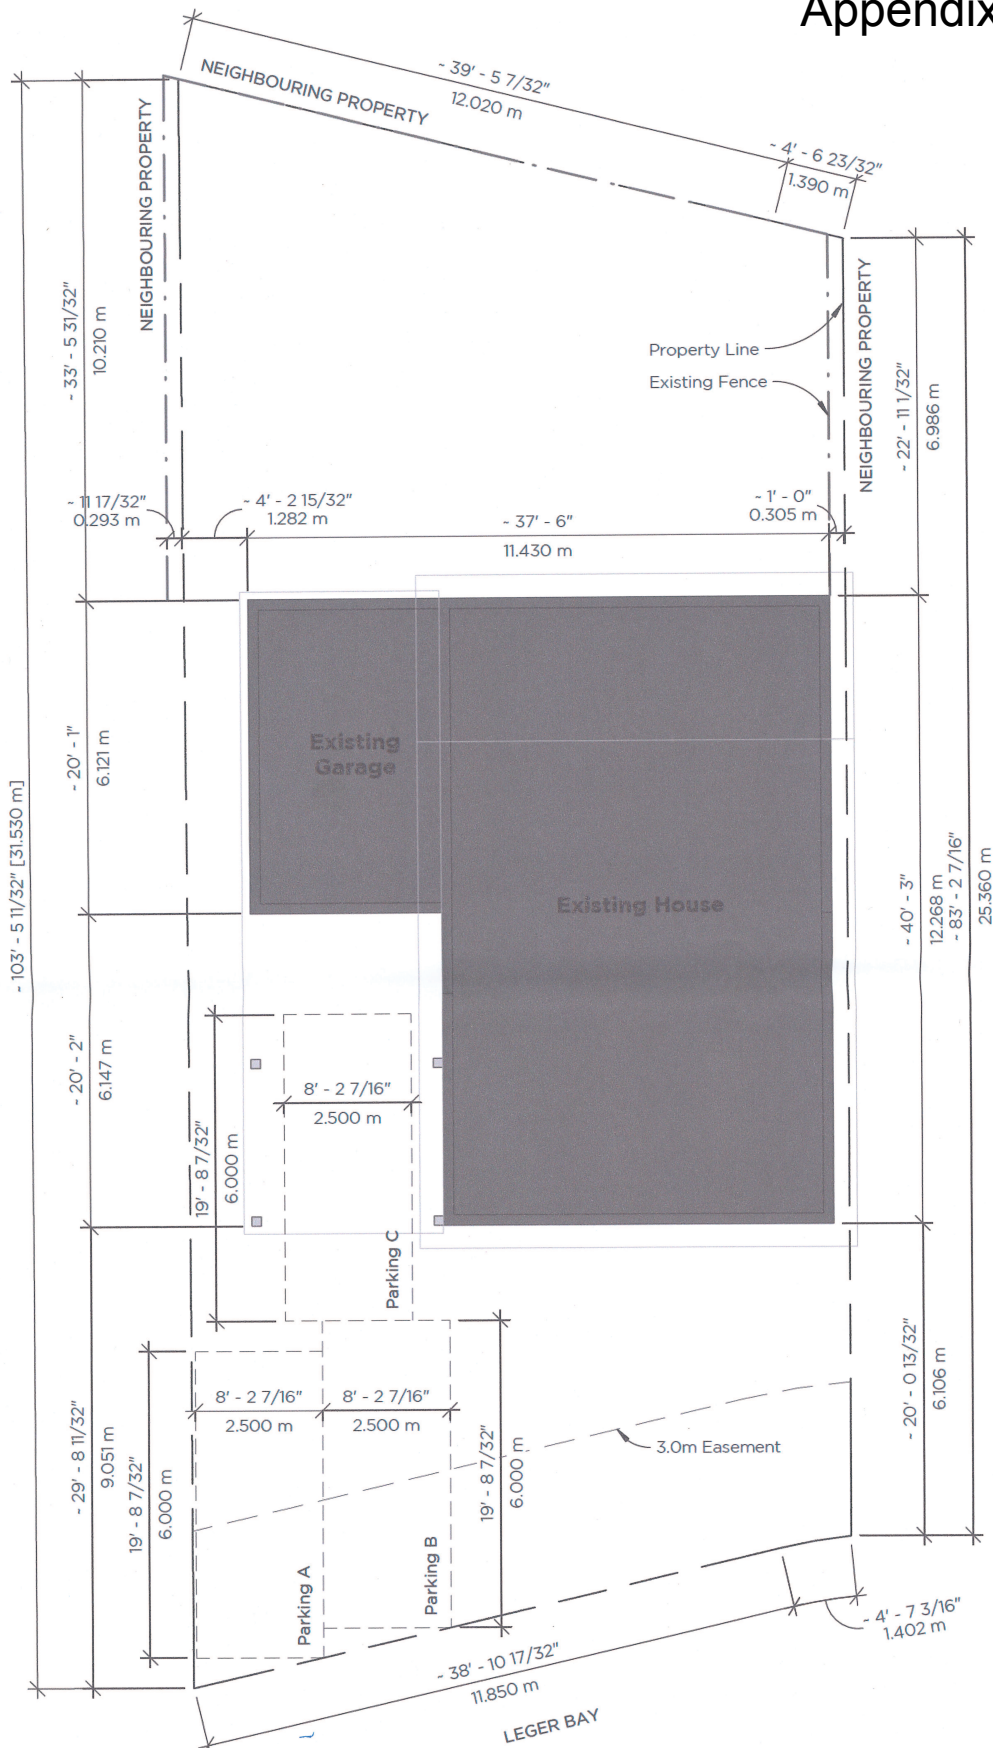 Appendix
~ 39' - 5 7/32"
12.020 m
NEIGHBOURING PROPERTY
~ 4' - 6 23/32"
1.390 m
NEIGHBOURING PROPERTY
~ 33' - 5 31/32"
10.210 m
Property Line
Existing Fence
NEIGHBOURING PROPERTY
~ 22' - 11 1/32"
6.986 m
~ 11 17/32"
0.293 m
~ 4' - 2 15/32"
1.282 m
~ 37' - 6"
11.430 m
~ 1' - 0"
0.305 m
~ 20' - 1"
6.121 m
Existing
Garage
~ 103' - 5 11/32" [31.530 m]
Existing House
~ 40' - 3"
12.268 m
~ 83' - 2 7/16"
25.360 m
~ 20' - 2"
6.147 m
8' - 2 7/16"
2.500 m
19' - 8 7/32"
6.000 m
Parking C
~ 29' - 8 11/32"
9.051 m
19' - 8 7/32"
6.000 m
8' - 2 7/16"
2.500 m
8' - 2 7/16"
2.500 m
19' - 8 7/32"
6.000 m
3.0m Easement
~ 20' - 0 13/32"
6.106 m
Parking A
Parking B
~ 4' - 7 3/16"
1.402 m
~ 38' - 10 17/32"
11.850 m
LEGER BAY